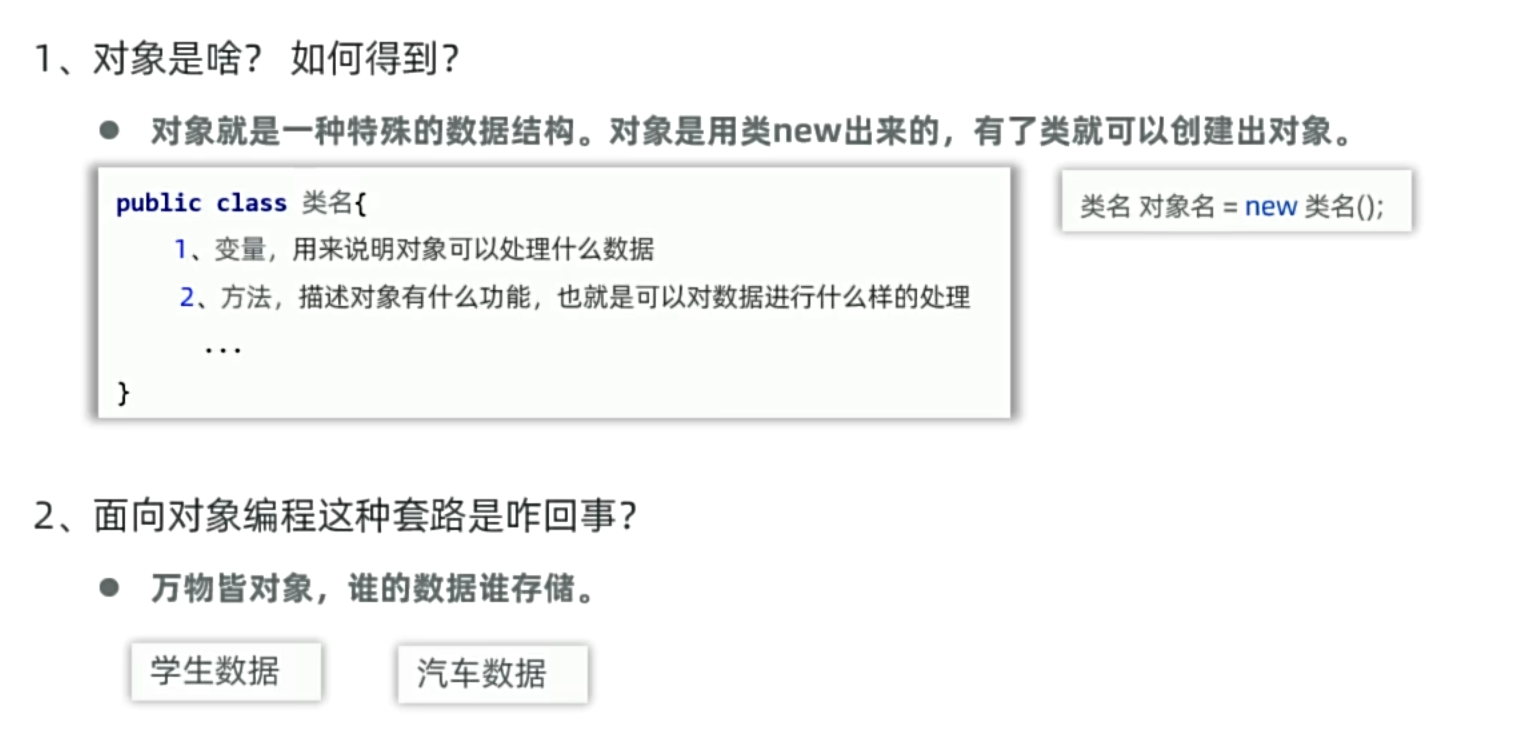 1、对象是啥？ 如何得到？
● 对象就是一种特殊的数据结构。对象是用类new出来的，有了类就可以创建出对象。
public class 类名{
1、变量，用来说明对象可以处理什么数据
2、方法，描述对象有什么功能，也就是可以对数据进行什么样的处理
...
}
类名 对象名 = new 类名();
2、面向对象编程这种套路是咋回事？
● 万物皆对象，谁的数据谁存储。
学生数据 汽车数据